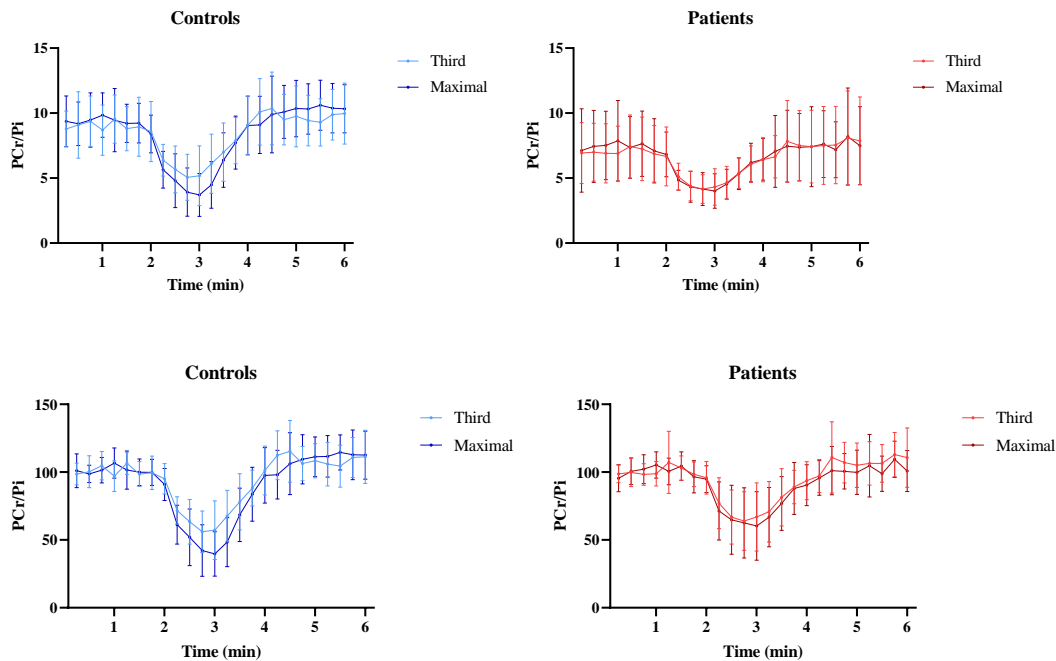 Controls
PCr/Pi
15
10
5
0
1 2 3 4 5 6
Time (min)
Third
Maximal
Patients
PCr/Pi
15
10
5
0
1 2 3 4 5 6
Time (min)
Third
Maximal
Controls
PCr/Pi
150
100
50
0
1 2 3 4 5 6
Time (min)
Third
Maximal
Patients
PCr/Pi
150
100
50
0
1 2 3 4 5 6
Time (min)
Third
Maximal